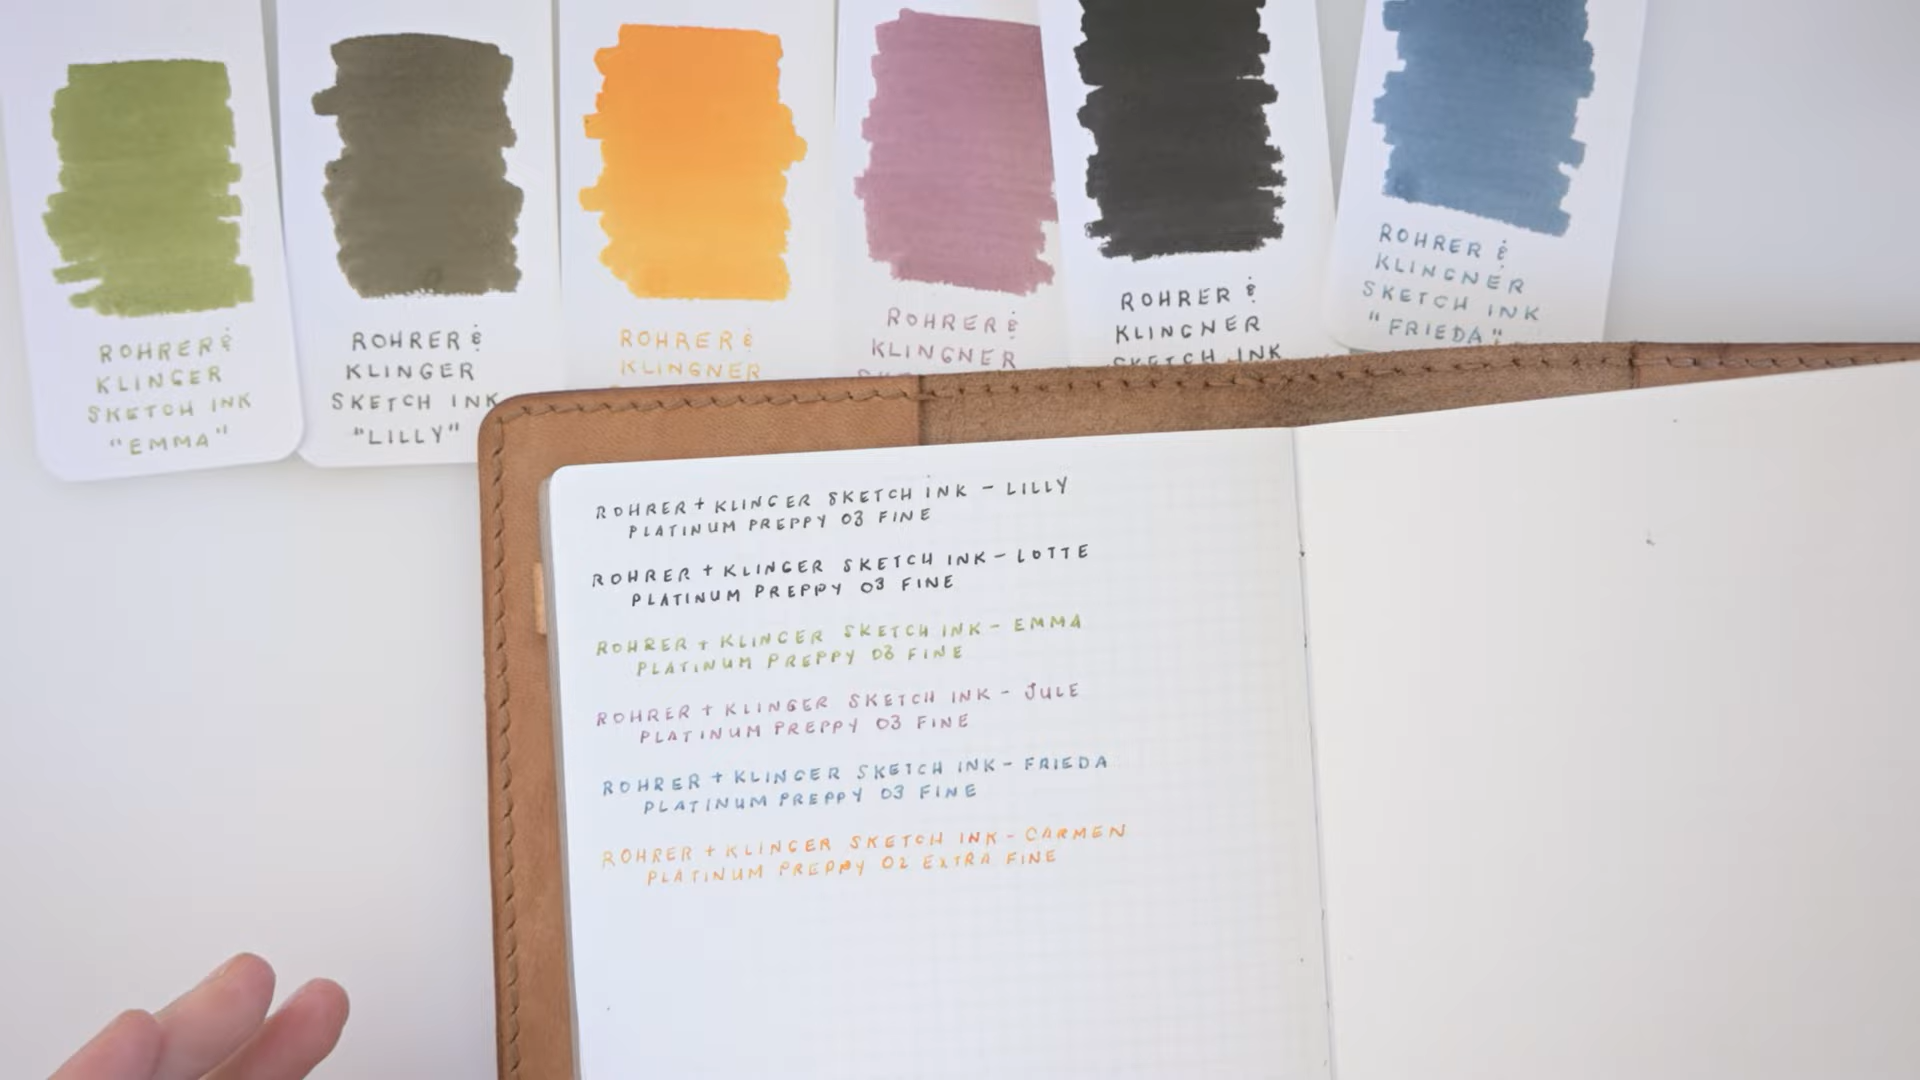 ROHRER &
KLINGER
SKETCH INK
"EMMA"
ROHRER &
KLINGER
SKETCH INK
"LILLY"
ROHRER &
KLINGNER
ROHRER &
KLINGNER
ROHRER &
KLINGNER
SKETCH INK
ROHRER &
KLINGNER
SKETCH INK
"FRIEDA"
ROHRER + KLINGER SKETCH INK - LILLY
PLATINUM PREPPY 03 FINE
ROHRER + KLINGER SKETCH INK - LOTTE
PLATINUM PREPPY 03 FINE
ROHRER + KLINGER SKETCH INK - EMMA
PLATINUM PREPPY 03 FINE
ROHRER + KLINGER SKETCH INK - JULE
PLATINUM PREPPY 03 FINE
ROHRER + KLINGER SKETCH INK - FRIEDA
PLATINUM PREPPY 03 FINE
ROHRER + KLINGER SKETCH INK - CARMEN
PLATINUM PREPPY 02 EXTRA FINE